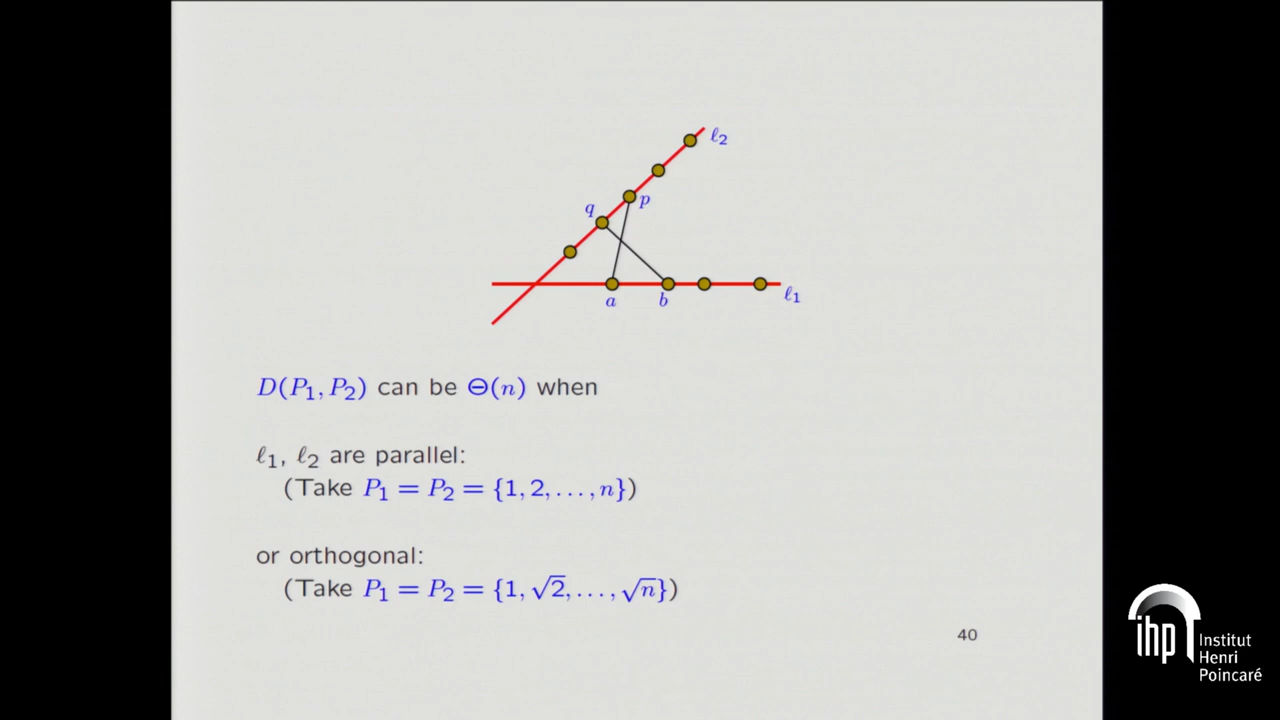 ℓ₂
q
p
a
b
ℓ₁
D(P₁, P₂) can be Θ(n) when
ℓ₁, ℓ₂ are parallel:
(Take P₁ = P₂ = {1, 2, . . . , n})
or orthogonal:
(Take P₁ = P₂ = {1, √2, . . . , √n})
40
ihp
Institut
Henri
Poincaré